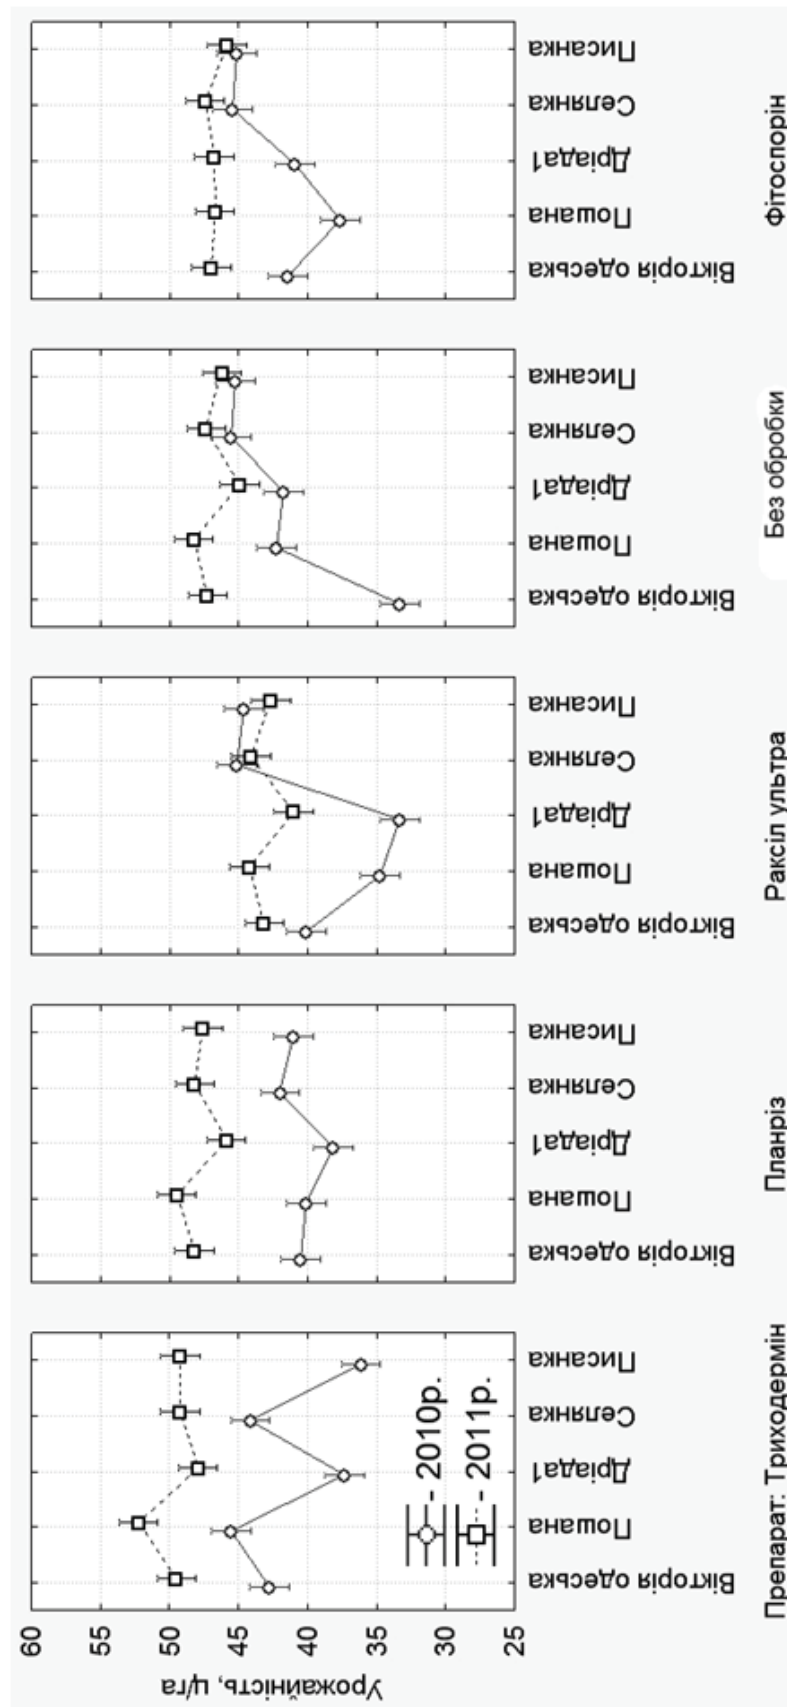 Урожайність, ц/га
60
55
50
45
40
35
30
25
- 2010р.
- 2011р.
Вікторія одеська
Пошана
Дріада1
Селянка
Писанка
Вікторія одеська
Пошана
Дріада1
Селянка
Писанка
Вікторія одеська
Пошана
Дріада1
Селянка
Писанка
Вікторія одеська
Пошана
Дріада1
Селянка
Писанка
Вікторія одеська
Пошана
Дріада1
Селянка
Писанка
Препарат: Триходермін
Планріз
Раксіл ультра
Без обробки
Фітоспорін